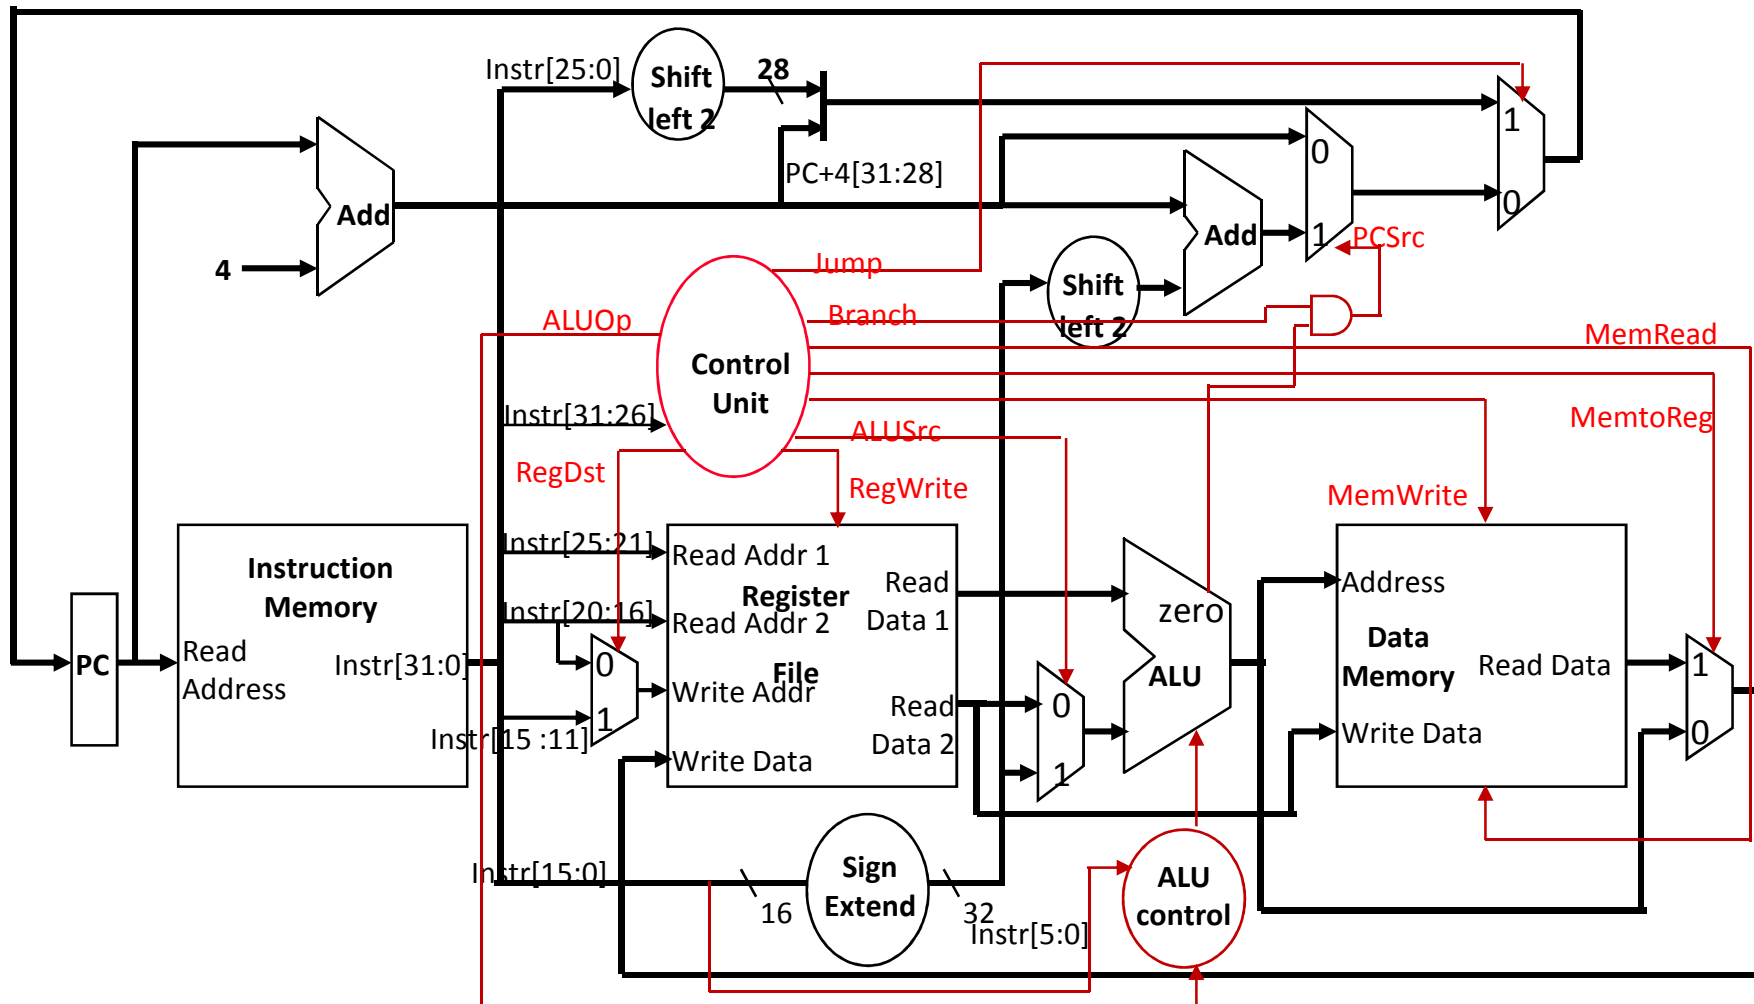 Instr[25:0]
Shift
left 2
28
1
0
PC+4[31:28]
Add
4
Add
0
1
PCSrc
Jump
Shift
left 2
ALUOp
Branch
MemRead
Control
Unit
Instr[31:26]
ALUSrc
MemtoReg
RegDst
RegWrite
MemWrite
Instruction
Memory
Instr[25:21]
Read Addr 1
Register
Read
Data 1
Instr[20:16]
Read Addr 2
File
zero
Address
Data
Memory
PC
Read
Address
Instr[31:0]
0
1
Write Addr
Read
Data 2
0
1
ALU
Read Data
1
0
Instr[15 :11]
Write Data
Write Data
Instr[15:0]
16
Sign
Extend
32
Instr[5:0]
ALU
control